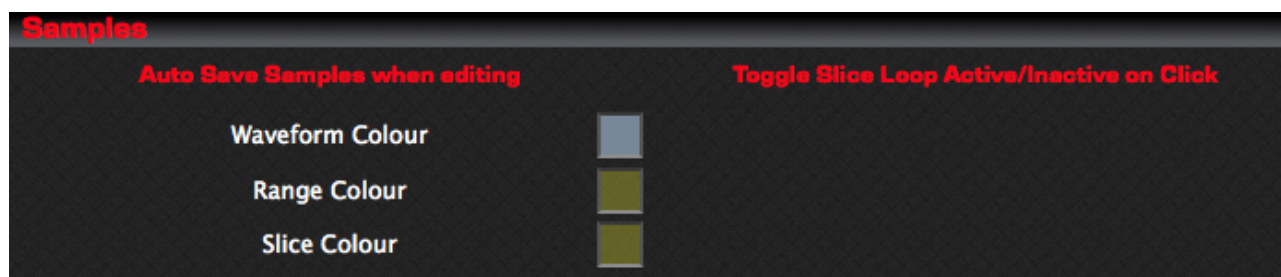 Samples
Auto Save Samples when editing
Toggle Slice Loop Active/Inactive on Click
Waveform Colour
Range Colour
Slice Colour